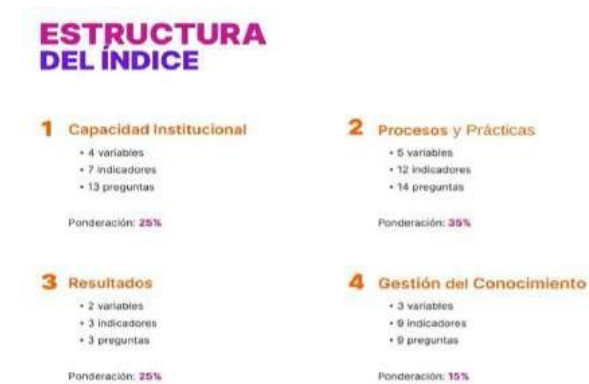 ESTRUCTURA
DEL ÍNDICE
1 Capacidad Institucional
• 4 variables
• 7 indicadores
• 13 preguntas
Ponderación: 25%
2 Procesos y Prácticas
• 5 variables
• 12 indicadores
• 14 preguntas
Ponderación: 35%
3 Resultados
• 2 variables
• 3 indicadores
• 3 preguntas
Ponderación: 25%
4 Gestión del Conocimiento
• 3 variables
• 9 indicadores
• 9 preguntas
Ponderación: 15%